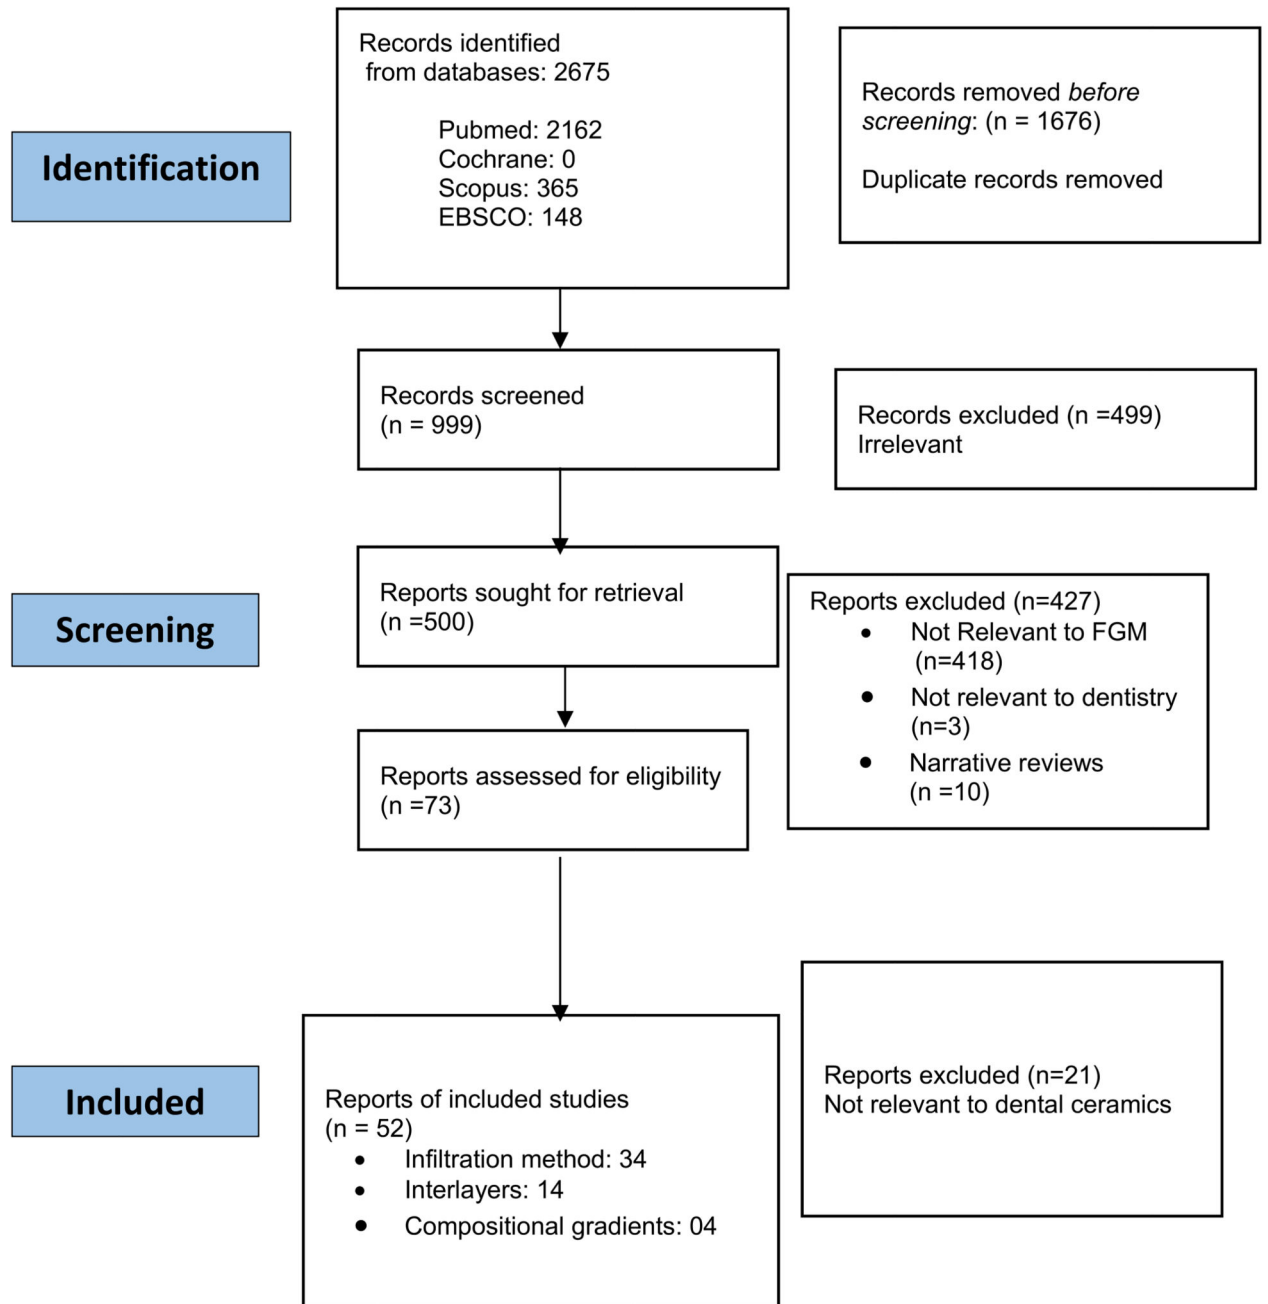 Identification
Records identified
from databases: 2675
Pubmed: 2162
Cochrane: 0
Scopus: 365
EBSCO: 148
Records removed before
screening: (n = 1676)
Duplicate records removed
Records screened
(n = 999)
Records excluded (n =499)
Irrelevant
Screening
Reports sought for retrieval
(n =500)
Reports excluded (n=427)
• Not Relevant to FGM
(n=418)
• Not relevant to dentistry
(n=3)
• Narrative reviews
(n =10)
Reports assessed for eligibility
(n =73)
Included
Reports of included studies
(n = 52)
• Infiltration method: 34
• Interlayers: 14
• Compositional gradients: 04
Reports excluded (n=21)
Not relevant to dental ceramics